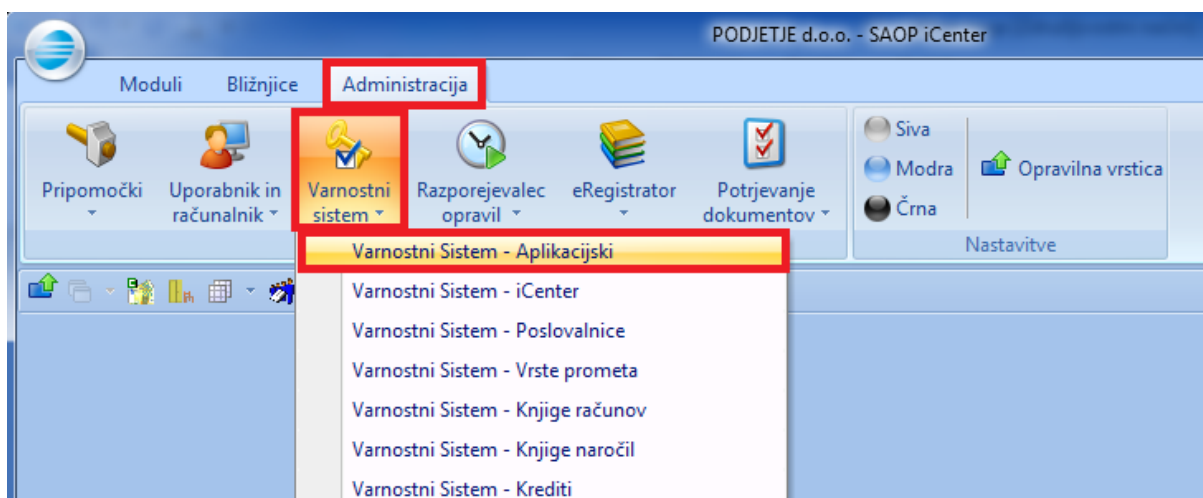 PODJETJE d.o.o. - SAOP iCenter
Moduli Bližnjice Administracija
Pripomočki
Uporabnik in
računalnik
Varnostni
sistem
Razporejevalec
opravil
eRegistrator
Potrjevanje
dokumentov
Siva
Modra
Črna
Opravilna vrstica
Nastavitve
Varnostni Sistem - Aplikacijski
Varnostni Sistem - iCenter
Varnostni Sistem - Poslovalnice
Varnostni Sistem - Vrste prometa
Varnostni Sistem - Knjige računov
Varnostni Sistem - Knjige naročil
Varnostni Sistem - Krediti